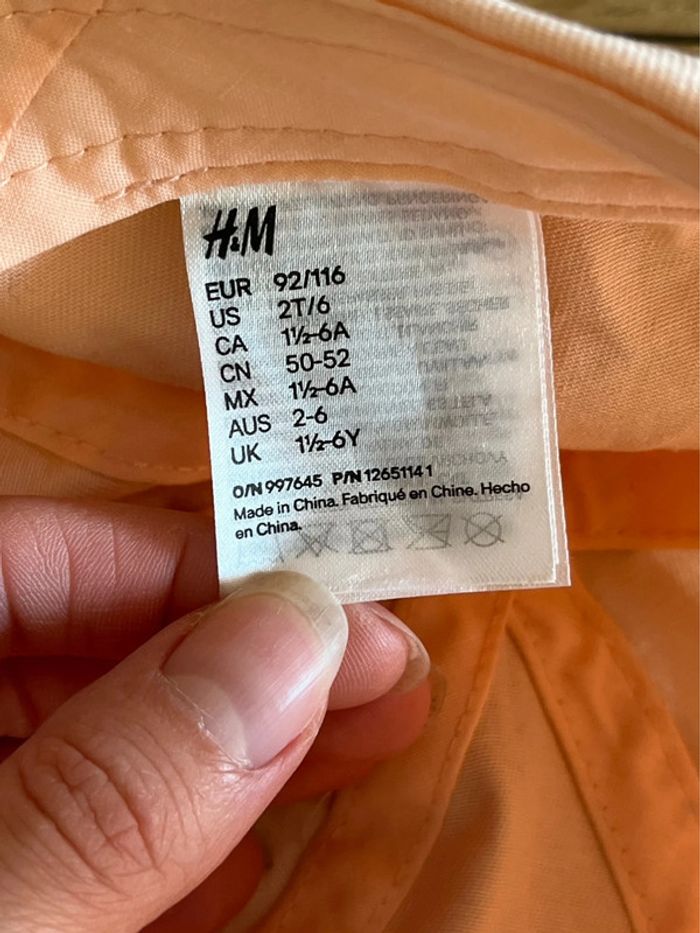 H&M
EUR 92/116
US 2T/6
CA 1½-6A
CN 50-52
MX 1½-6A
AUS 2-6
UK 1½-6Y
O/N 997645 P/N 12651141
Made in China. Fabriqué en Chine. Hecho
en China.